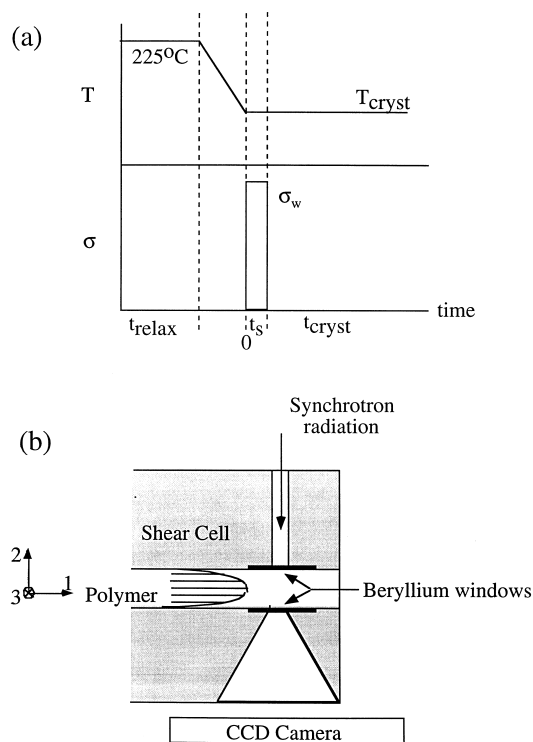 (a)
225°C
T
T_cryst
σ_w
σ
time
t_relax
t_s
t_cryst
0
Synchrotron
radiation
(b)
Shear Cell
2
1
3
Polymer
Beryllium windows
CCD Camera